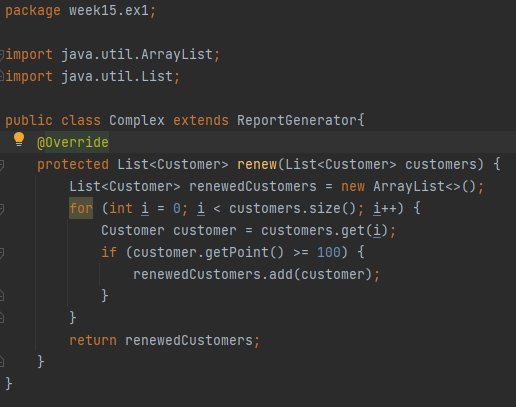 package week15.ex1;
import java.util.ArrayList;
import java.util.List;
public class Complex extends ReportGenerator{
@Override
protected List<Customer> renew(List<Customer> customers) {
List<Customer> renewedCustomers = new ArrayList<>();
for (int i = 0; i < customers.size(); i++) {
Customer customer = customers.get(i);
if (customer.getPoint() >= 100) {
renewedCustomers.add(customer);
}
}
return renewedCustomers;
}
}